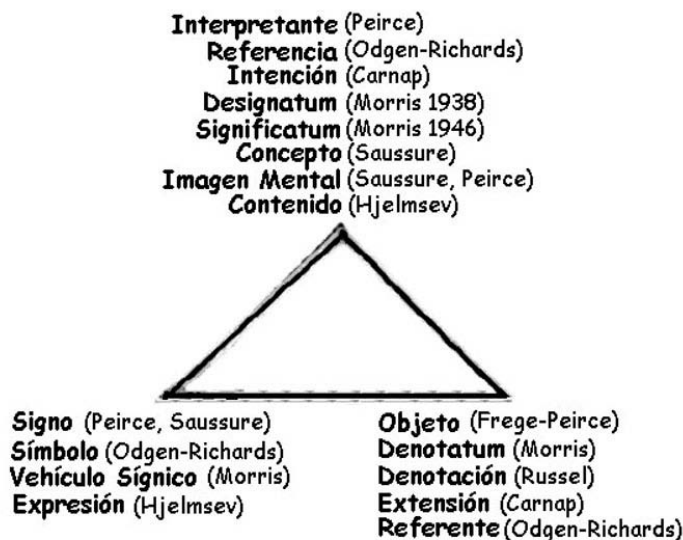 Interpretante (Peirce)
Referencia (Odgen-Richards)
Intención (Carnap)
Designatum (Morris 1938)
Significatum (Morris 1946)
Concepto (Saussure)
Imagen Mental (Saussure, Peirce)
Contenido (Hjelmsev)
Signo (Peirce, Saussure)
Símbolo (Odgen-Richards)
Vehículo Sígnico (Morris)
Expresión (Hjelmsev)
Objeto (Frege-Peirce)
Denotatum (Morris)
Denotación (Russel)
Extensión (Carnap)
Referente (Odgen-Richards)